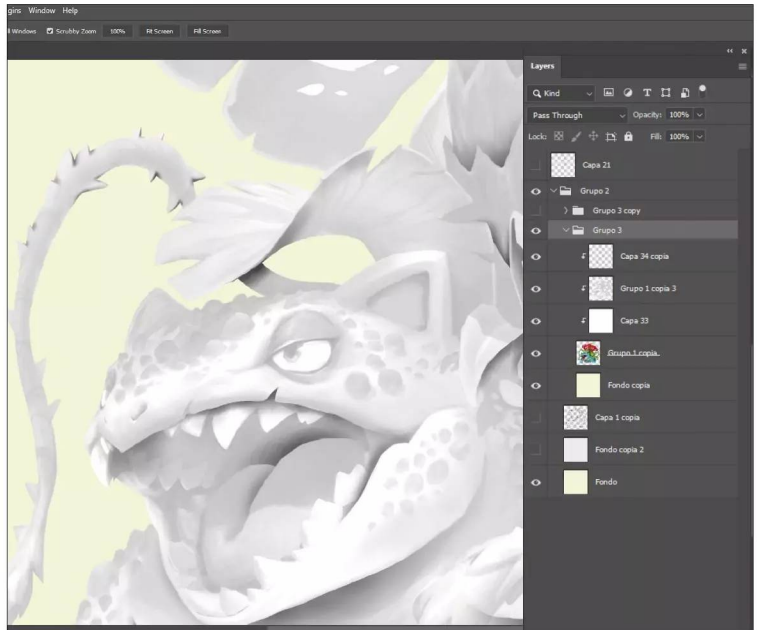 gins Window Help
ll Windows Scrubby Zoom 100% Fit Screen Fill Screen
Layers
Kind
Pass Through Opacity: 100%
Lock: Fill: 100%
Capa 21
Grupo 2
Grupo 3 copy
Grupo 3
Capa 34 copia
Grupo 1 copia 3
Capa 33
Grupo 1 copia
Fondo copia
Capa 1 copia
Fondo copia 2
Fondo